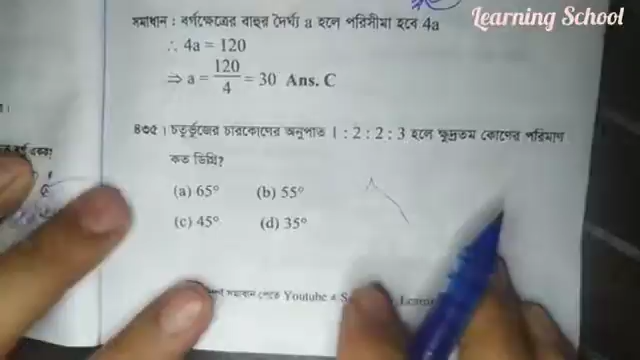 Learning School
সমাধান : বর্গক্ষেত্রের বাহুর দৈর্ঘ্য a হলে পরিসীমা হবে 4a
∴ 4a = 120
⇒ a = 120/4 = 30 Ans. C
৪৩৫। চতুর্ভুজের চারকোণের অনুপাত 1 : 2 : 2 : 3 হলে ক্ষুদ্রতম কোণের পরিমাণ
কত ডিগ্রি?
(a) 65° (b) 55°
(c) 45° (d) 35°
সমাধান পেতে Youtube এ